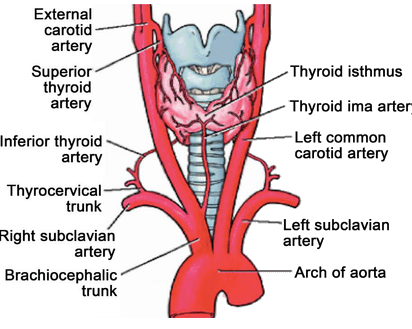 External
carotid
artery
Superior
thyroid
artery
Inferior thyroid
artery
Thyrocervical
trunk
Right subclavian
artery
Brachiocephalic
trunk
Thyroid isthmus
Thyroid ima artery
Left common
carotid artery
Left subclavian
artery
Arch of aorta